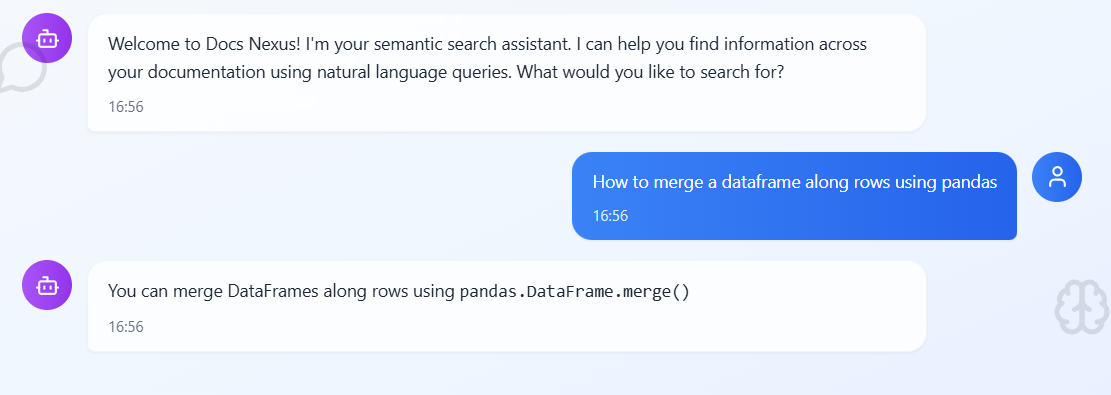 Welcome to Docs Nexus! I'm your semantic search assistant. I can help you find information across
your documentation using natural language queries. What would you like to search for?
16:56
How to merge a dataframe along rows using pandas
16:56
You can merge DataFrames along rows using pandas.DataFrame.merge()
16:56